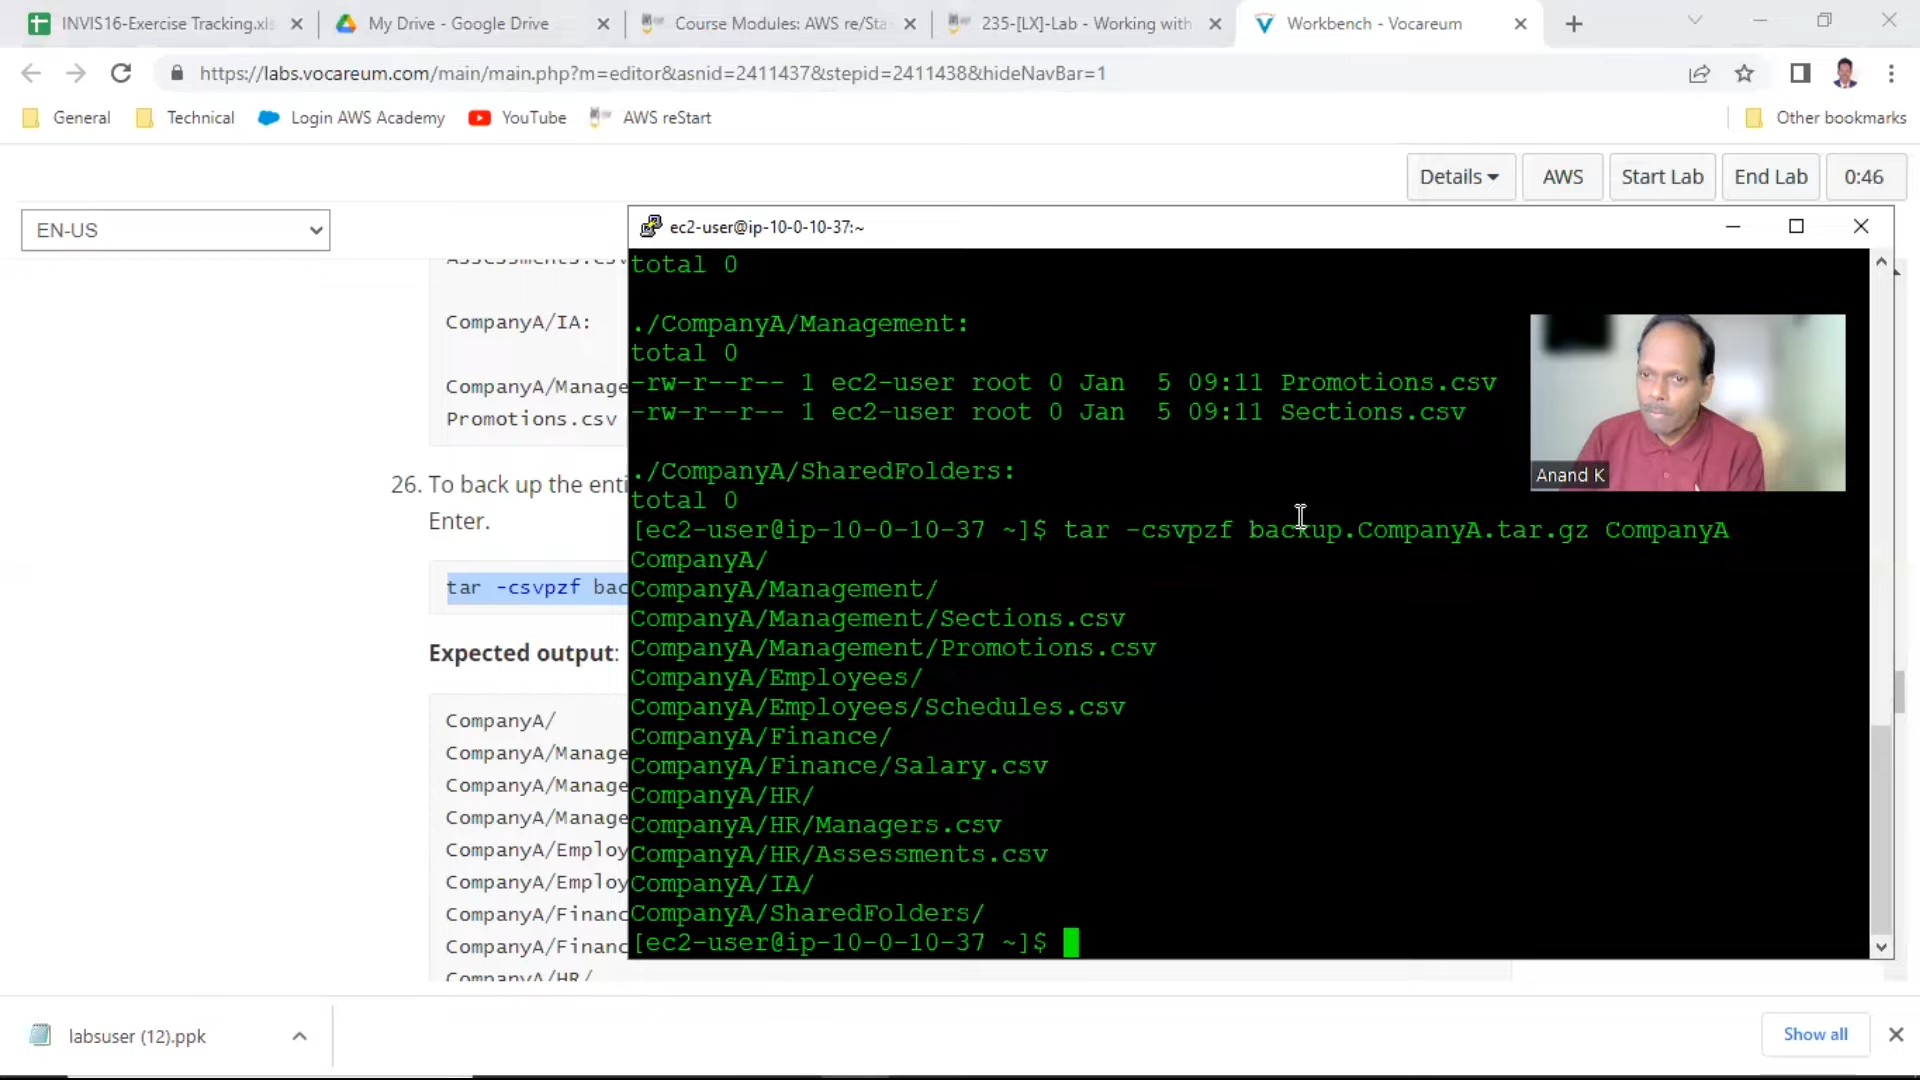 INVIS16-Exercise Tracking.xls
My Drive - Google Drive
Course Modules: AWS re/Sta
235-[LX]-Lab - Working with
Workbench - Vocareum
https://labs.vocareum.com/main/main.php?m=editor&asnid=2411437&stepid=2411438&hideNavBar=1
General
Technical
Login AWS Academy
YouTube
AWS reStart
Other bookmarks
Details
AWS
Start Lab
End Lab
0:46
EN-US
Assessments.csv
CompanyA/IA:
CompanyA/Manage
Promotions.csv
26. To back up the enti
Enter.
tar -csvpzf bac
Expected output:
CompanyA/
CompanyA/Manage
CompanyA/Manage
CompanyA/Manage
CompanyA/Employ
CompanyA/Employ
CompanyA/Financ
CompanyA/Financ
CompanyA/HR/
ec2-user@ip-10-0-10-37:~
total 0
./CompanyA/Management:
total 0
-rw-r--r-- 1 ec2-user root 0 Jan  5 09:11 Promotions.csv
-rw-r--r-- 1 ec2-user root 0 Jan  5 09:11 Sections.csv
./CompanyA/SharedFolders:
total 0
[ec2-user@ip-10-0-10-37 ~]$ tar -csvpzf backup.CompanyA.tar.gz CompanyA
CompanyA/
CompanyA/Management/
CompanyA/Management/Sections.csv
CompanyA/Management/Promotions.csv
CompanyA/Employees/
CompanyA/Employees/Schedules.csv
CompanyA/Finance/
CompanyA/Finance/Salary.csv
CompanyA/HR/
CompanyA/HR/Managers.csv
CompanyA/HR/Assessments.csv
CompanyA/IA/
CompanyA/SharedFolders/
[ec2-user@ip-10-0-10-37 ~]$
Anand K
labsuser (12).ppk
Show all